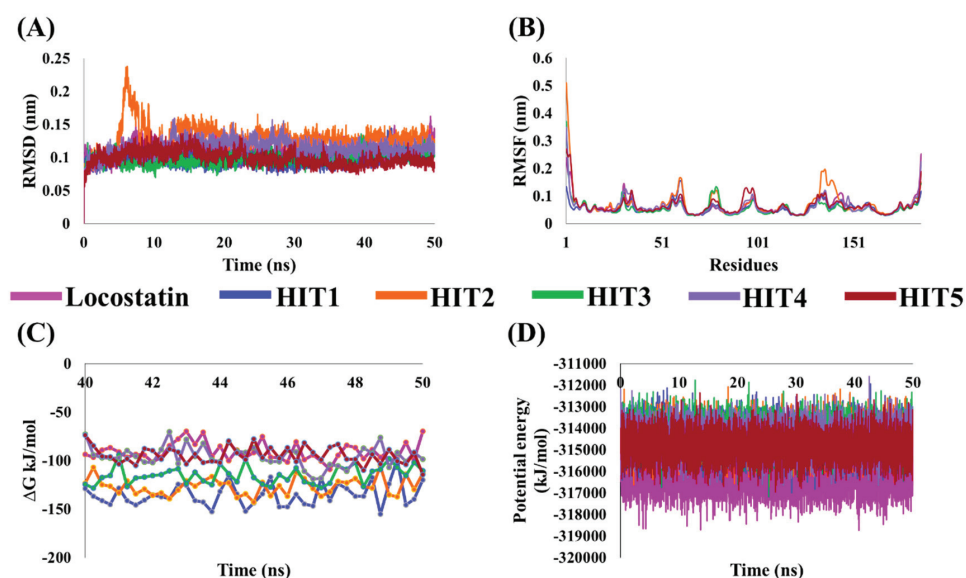 (A)
RMSD (nm)
0.25
0.2
0.15
0.1
0.05
0
0 10 20 30 40 50
Time (ns)
(B)
RMSF (nm)
0.6
0.5
0.4
0.3
0.2
0.1
0
1 51 101 151
Residues
Locostatin HIT1 HIT2 HIT3 HIT4 HIT5
(C)
ΔG kJ/mol
0
-50
-100
-150
-200
40 42 44 46 48 50
Time (ns)
(D)
Potential energy
(kJ/mol)
-311000
-312000
-313000
-314000
-315000
-316000
-317000
-318000
-319000
-320000
0 10 20 30 40 50
Time (ns)